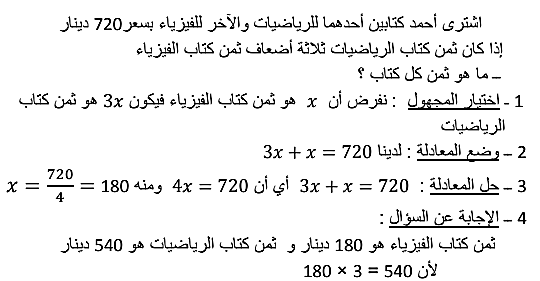 اشترى أحمد كتابين أحدهما للرياضيات والآخر للفيزياء بسعر720 دينار
إذا كان ثمن كتاب الرياضيات ثلاثة أضعاف ثمن كتاب الفيزياء
– ما هو ثمن كل كتاب ؟
1 - اختيار المجهول : نفرض أن x هو ثمن كتاب الفيزياء فيكون 3x هو ثمن كتاب
الرياضيات
2 – وضع المعادلة : لدينا 3x + x = 720
3 – حل المعادلة : 3x + x = 720 أي أن 4x = 720 ومنه x = 720/4 = 180
4 – الإجابة عن السؤال :
ثمن كتاب الفيزياء هو 180 دينار و ثمن كتاب الرياضيات هو 540 دينار
لأن 540 = 3 × 180